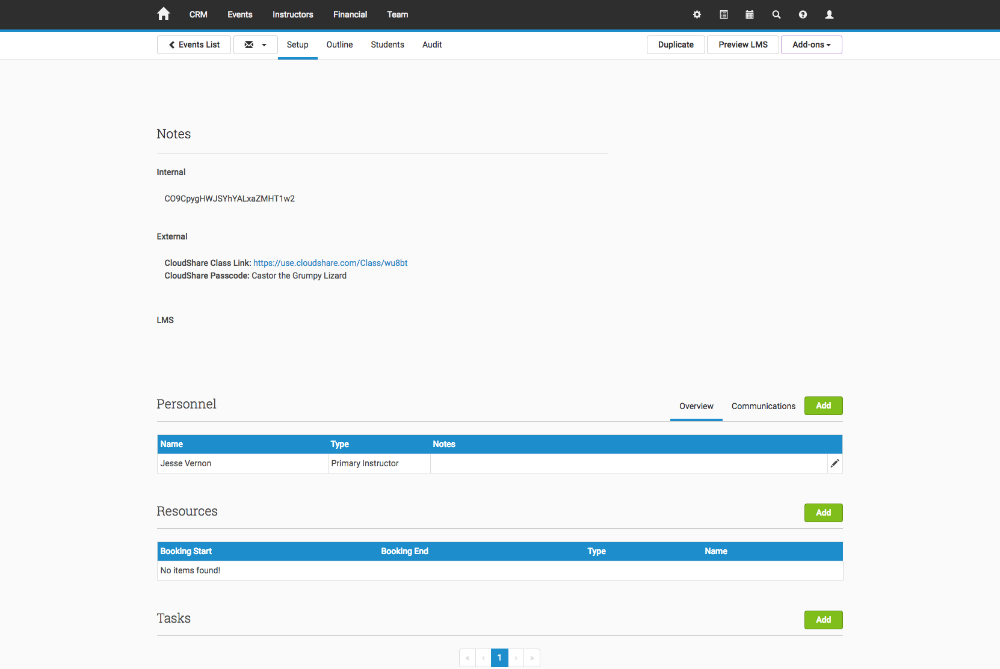 CRM Events Instructors Financial Team
Events List Setup Outline Students Audit Duplicate Preview LMS Add-ons
Notes
Internal
CO9CpygHWJSYhYALxaZMHT1w2
External
CloudShare Class Link: https://use.cloudshare.com/Class/wu8bt
CloudShare Passcode: Castor the Grumpy Lizard
LMS
Personnel Overview Communications Add
Name Type Notes
Jesse Vernon Primary Instructor
Resources Add
Booking Start Booking End Type Name
No items found!
Tasks Add
« ‹ 1 › »